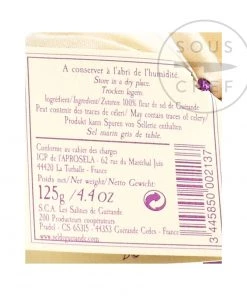 SOUS
CHEF
A conserver à l'abri de l'humidité.
Store in a dry place.
Trocken lagern.
Ingrédient/Ingredient/Zutaten: 100% fleur de sel de Guérande
Peut contenir des traces de céleri/ May contain traces of celery/
Produkt kann Spuren von Sellerie enthalten.
Sel marin gris de table.
Conforme au cahier des charges
IGP de l'APROSELA - 62 rue du Maréchal Juin
44420 La Turballe - France
Poids net/Net weight/Netto Gewicht:
125g/4.4 oz
S.C.A. Les Salines de Guérande
200 Producteurs coopérateurs
Pradel - CS 65315 - 44353 Guérande Cedex - France
3 445850 002137